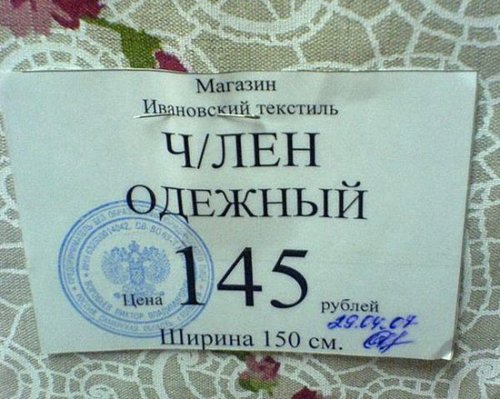 Магазин
Ивановский текстиль
Ч/ЛЕН
ОДЕЖНЫЙ
Цена 145 рублей
29.04.07
Ширина 150 см.